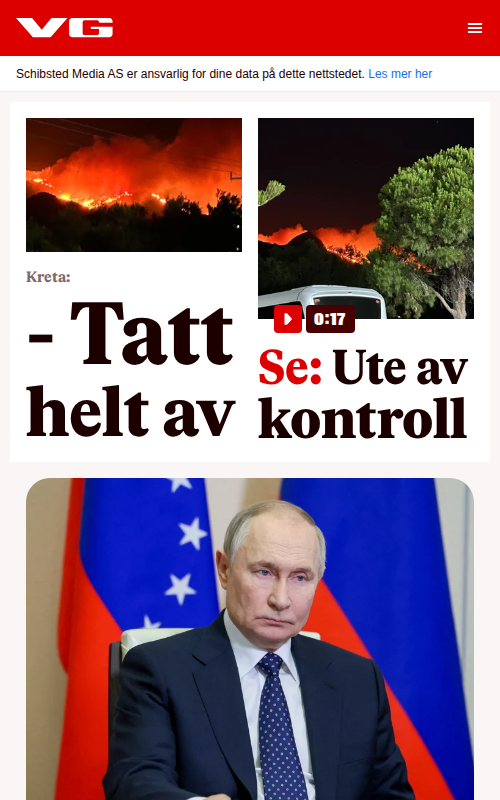 VG
Schibsted Media AS er ansvarlig for dine data på dette nettstedet. Les mer her
Kreta:
- Tatt
helt av
0:17
Se: Ute av
kontroll